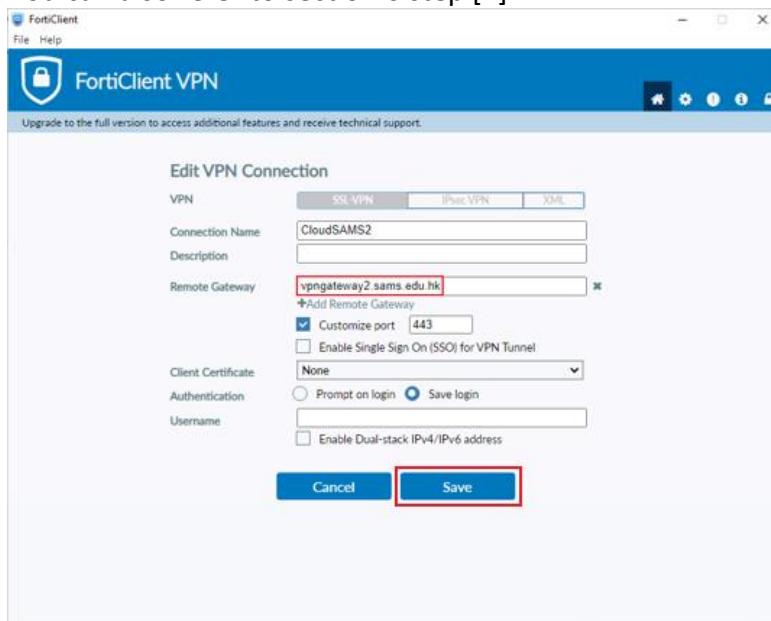 FortiClient
File Help
FortiClient VPN
Upgrade to the full version to access additional features and receive technical support.
Edit VPN Connection
VPN SSL-VPN IPsec VPN XML
Connection Name CloudSAMS2
Description
Remote Gateway vpngateway2.sams.edu.hk
+Add Remote Gateway
Customize port 443
Enable Single Sign On (SSO) for VPN Tunnel
Client Certificate None
Authentication Prompt on login Save login
Username
Enable Dual-stack IPv4/IPv6 address
Cancel Save